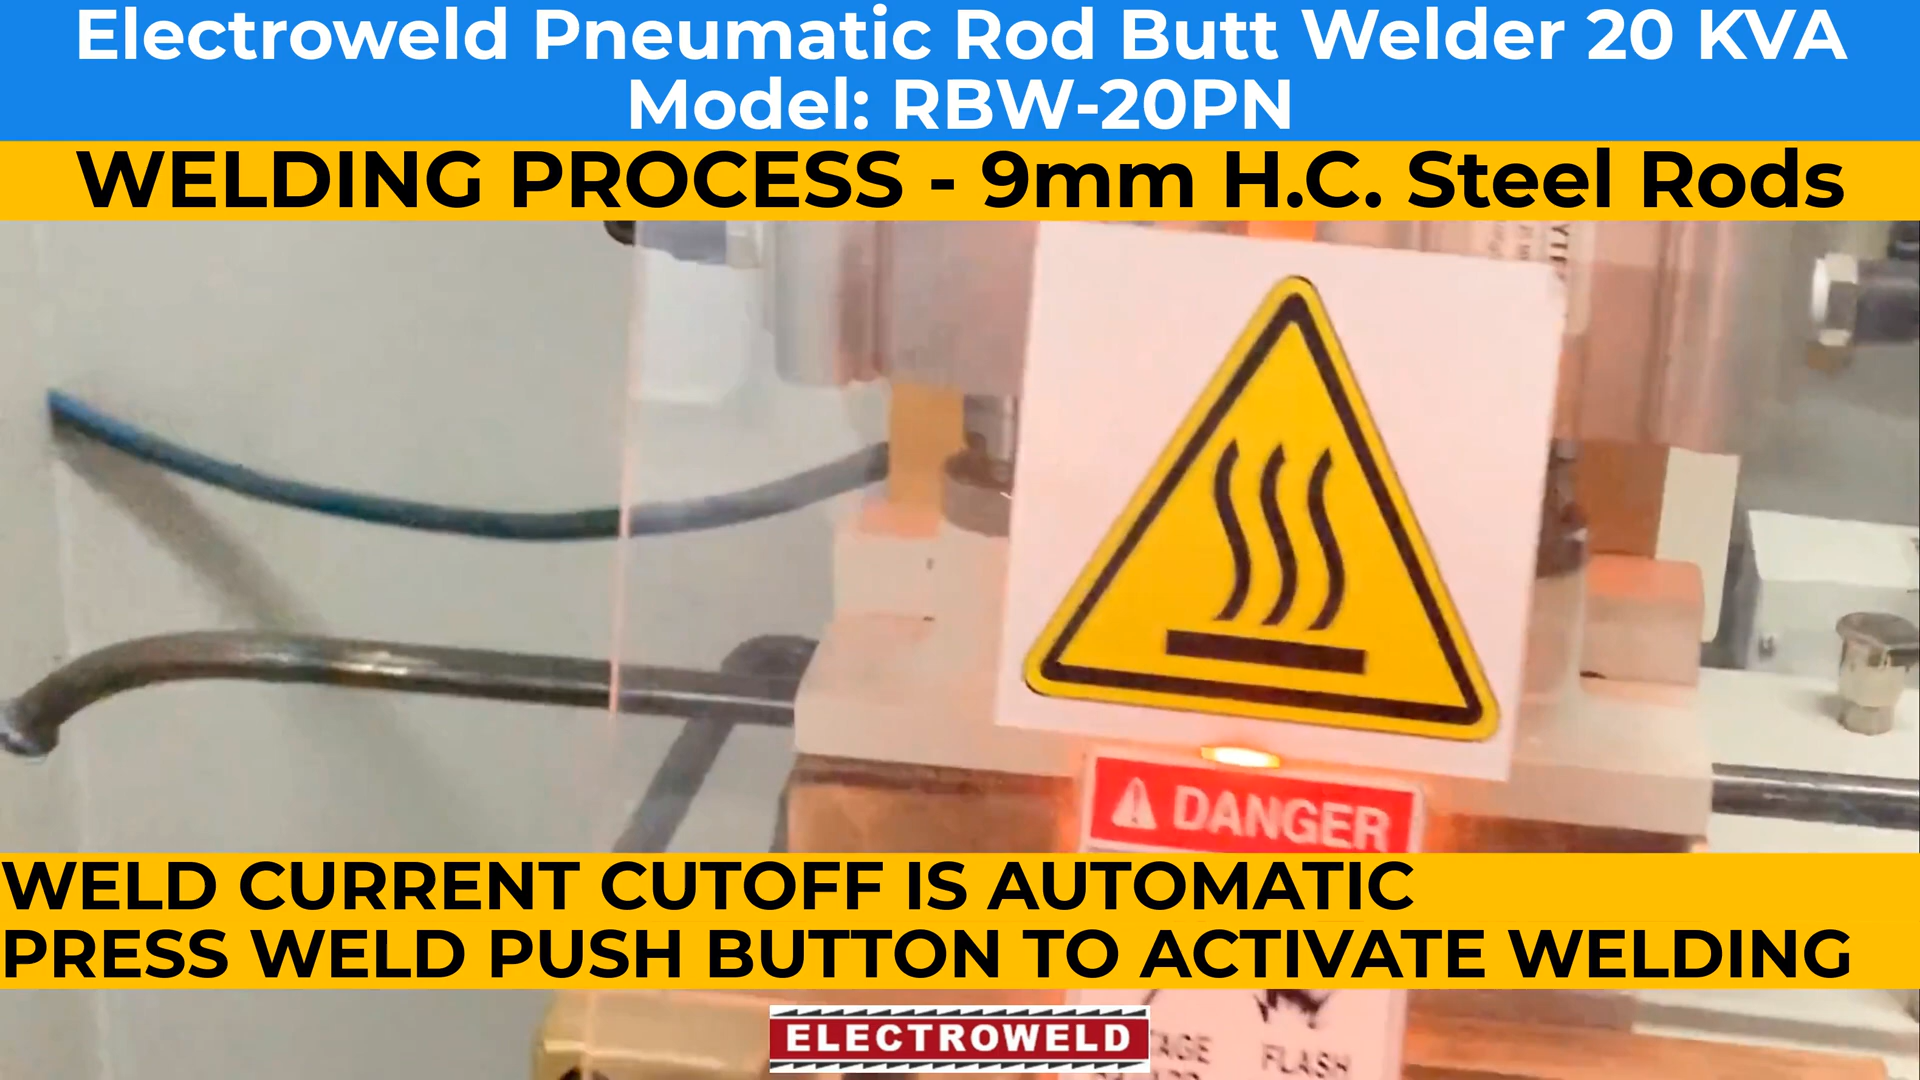 Electroweld Pneumatic Rod Butt Welder 20 KVA
Model: RBW-20PN
WELDING PROCESS - 9mm H.C. Steel Rods
DANGER
WELD CURRENT CUTOFF IS AUTOMATIC
PRESS WELD PUSH BUTTON TO ACTIVATE WELDING
ELECTROWELD
FLASH